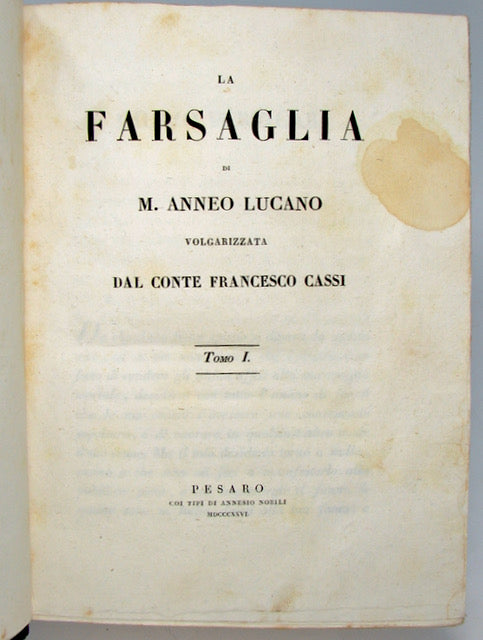 LA
FARSAGLIA
DI
M. ANNEO LUCANO
VOLGARIZZATA
DAL CONTE FRANCESCO CASSI
Tomo I.
PESARO
COI TIPI DI ANNESIO NOBILI
MDCCCXXVI.